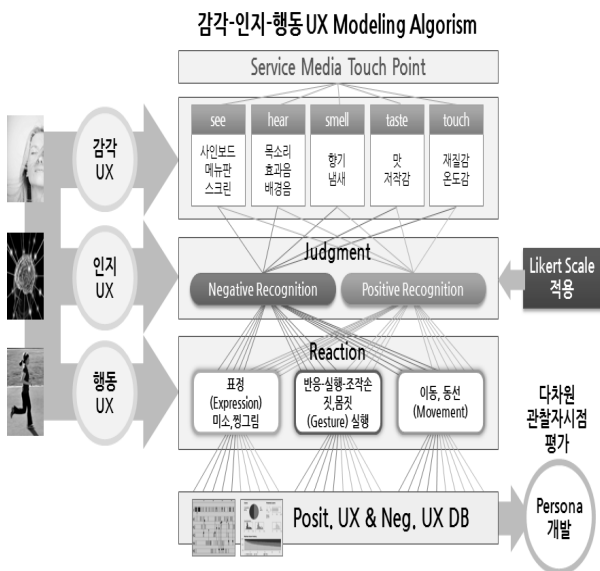 감각-인지-행동 UX Modeling Algorism
Service Media Touch Point
see
hear
smell
taste
touch
사인보드
메뉴판
스크린
목소리
효과음
배경음
향기
냄새
맛
저작감
재질감
온도감
감각
UX
Judgment
Negative Recognition
Positive Recognition
인지
UX
Likert Scale
적용
Reaction
표정
(Expression)
미소,찡그림
반응-실행-조작손
짓,몸짓
(Gesture) 실행
이동, 동선
(Movement)
행동
UX
다차원
관찰자시점
평가
Posit, UX & Neg, UX DB
Persona
개발